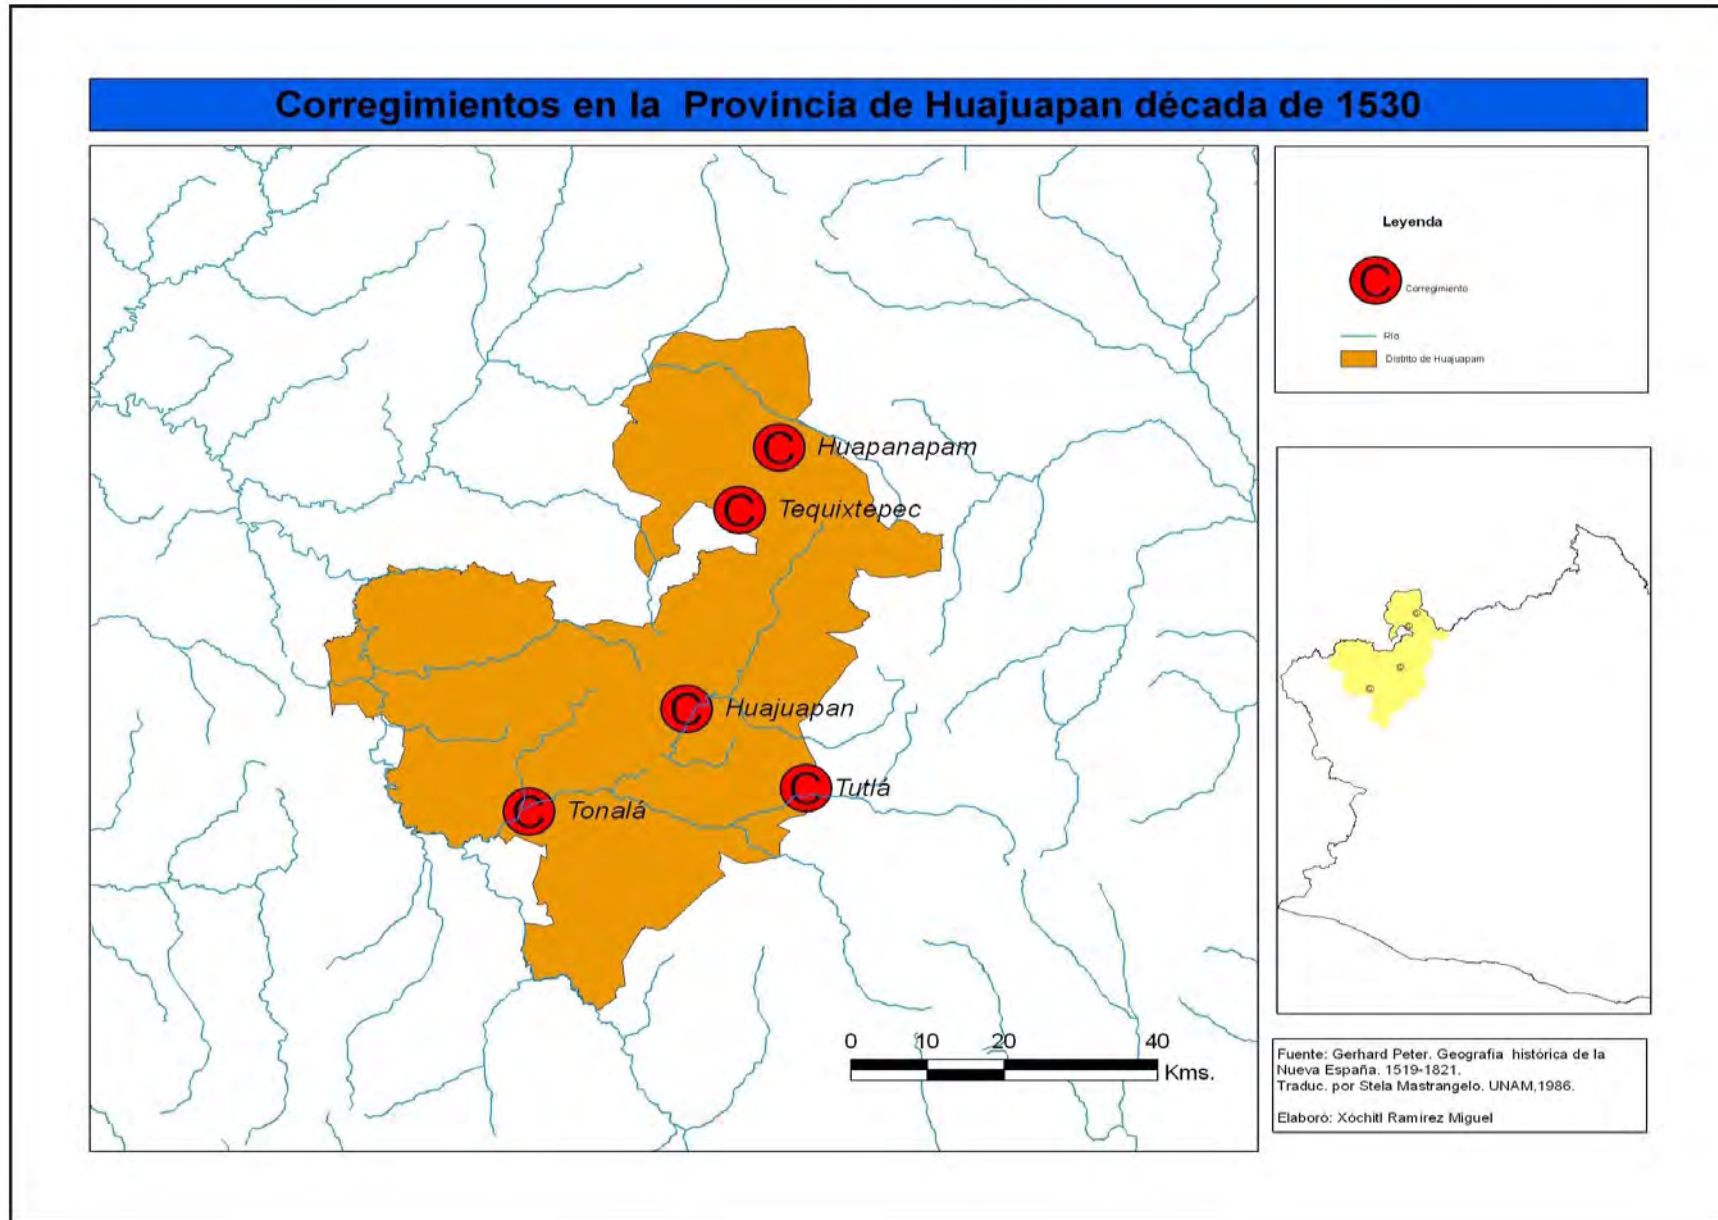 Corregimientos en la Provincia de Huajuapan década de 1530
Leyenda
C
Corregimiento
Río
Distrito de Huajuapam
C Huapanapam
C Tequixtepec
C Huajuapan
C Tutlá
C Tonalá
0 10 20 40
Kms.
Fuente: Gerhard Peter. Geografia histórica de la
Nueva España. 1519-1821.
Traduc. por Stela Mastrangelo. UNAM,1986.
Elaboró: Xóchitl Ramírez Miguel